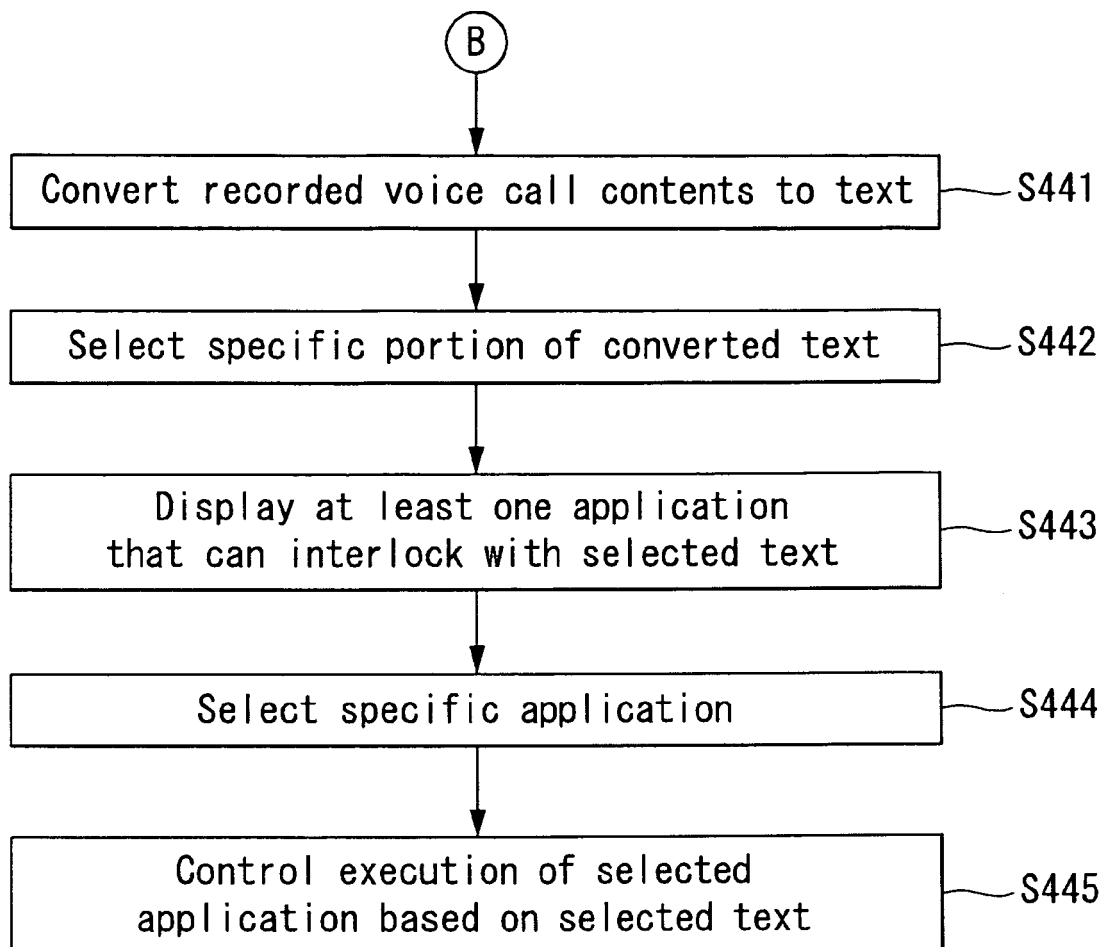 B
Convert recorded voice call contents to text S441
Select specific portion of converted text S442
Display at least one application
that can interlock with selected text S443
Select specific application S444
Control execution of selected
application based on selected text S445